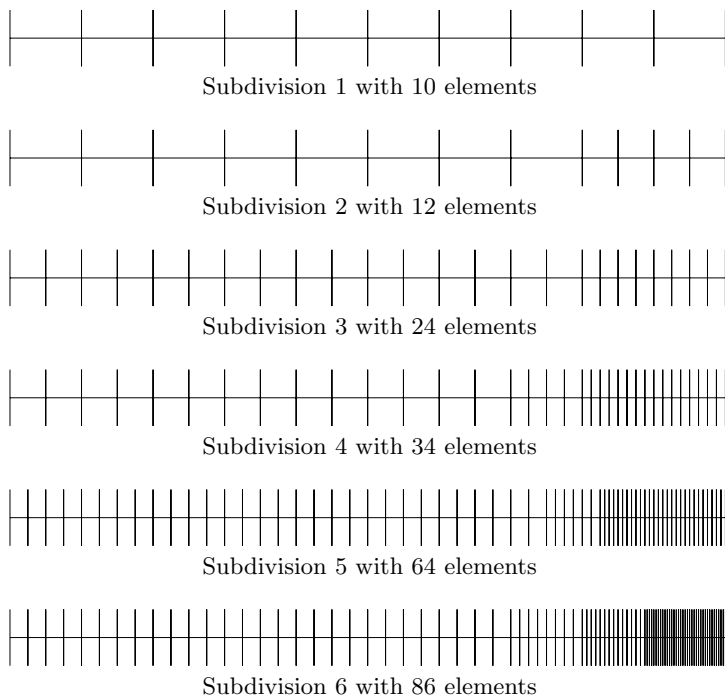 Subdivision 1 with 10 elements
Subdivision 2 with 12 elements
Subdivision 3 with 24 elements
Subdivision 4 with 34 elements
Subdivision 5 with 64 elements
Subdivision 6 with 86 elements